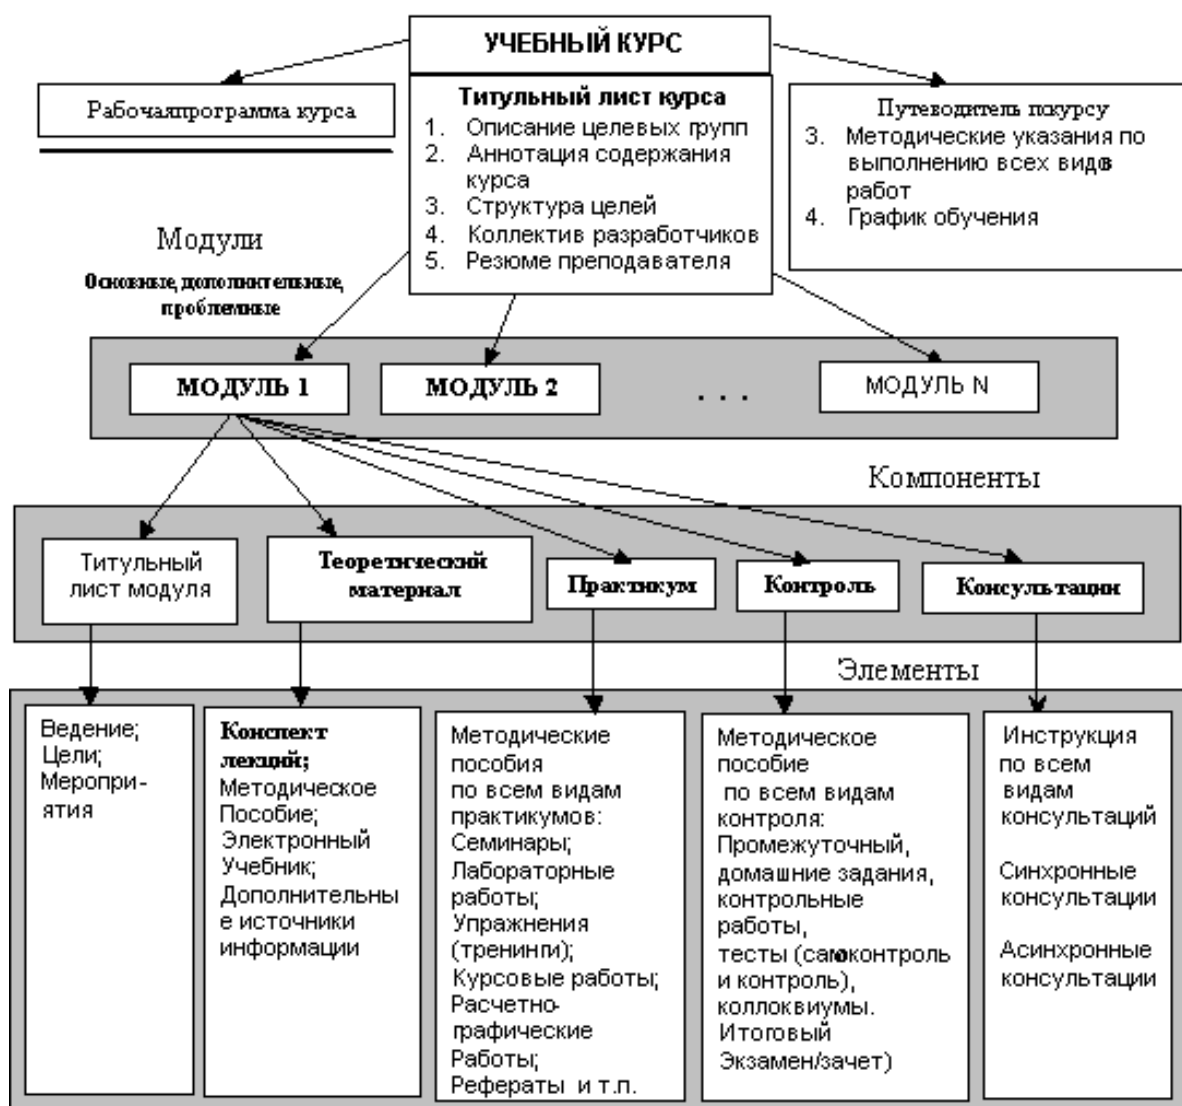 УЧЕБНЫЙ КУРС
Рабочаяпрограмма курса
Титульный лист курса
1. Описание целевых групп
2. Аннотация содержания
курса
3. Структура целей
4. Коллектив разработчиков
5. Резюме преподавателя
Путеводитель покурсу
3. Методические указания по
выполнению всех видов
работ
4. График обучения
Модули
Основные, дополнительные,
проблемные
МОДУЛЬ 1
МОДУЛЬ 2
. . .
МОДУЛЬ N
Компоненты
Титульный
лист модуля
Теоретический
материал
Практикум
Контроль
Консультации
Элементы
Ведение;
Цели;
Меропри-
ятия
Конспект
лекций;
Методическое
Пособие;
Электронный
Учебник;
Дополнительны
е источники
информации
Методические
пособия
по всем видам
практикумов:
Семинары;
Лабораторные
работы;
Упражнения
(тренинги);
Курсовые работы;
Расчетно-
графические
Работы;
Рефераты и т.п.
Методическое
пособие
по всем видам
контроля:
Промежуточный,
домашние задания,
контрольные
работы,
тесты (самоконтроль
и контроль),
коллоквиумы.
Итоговый
Экзамен/зачет)
Инструкция
по всем
видам
консультаций
Синхронные
консультации
Асинхронные
консультации